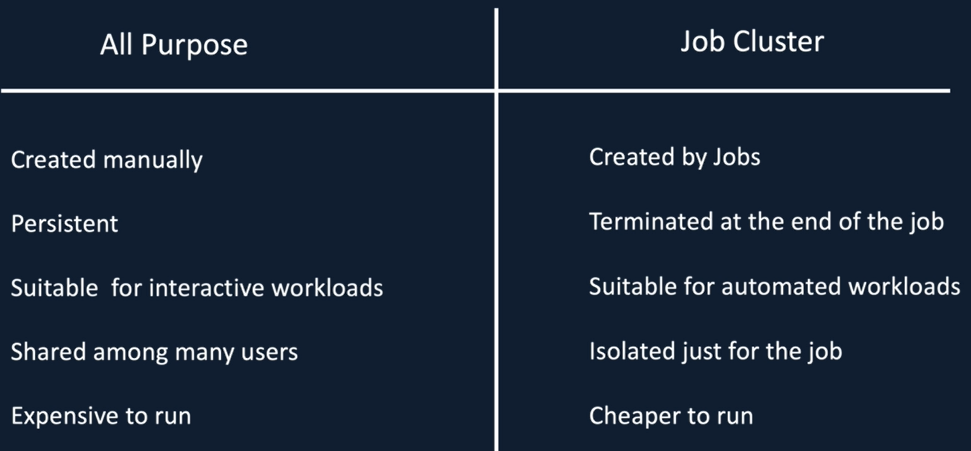 All Purpose
Job Cluster
Created manually
Created by Jobs
Persistent
Terminated at the end of the job
Suitable  for interactive workloads
Suitable for automated workloads
Shared among many users
Isolated just for the job
Expensive to run
Cheaper to run